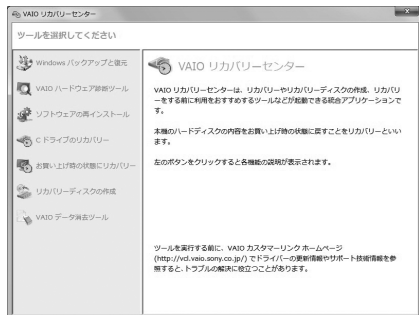 VAIO リカバリーセンター
ツールを選択してください
Windows バックアップと復元
VAIO ハードウェア診断ツール
ソフトウェアの再インストール
C ドライブのリカバリー
お買い上げ時の状態にリカバリー
リカバリーディスクの作成
VAIO データ消去ツール
VAIO リカバリーセンター
VAIO リカバリーセンターは、リカバリーやリカバリーディスクの作成、リカバリ
ーをする前に利用をおすすめするツールなどが起動できる統合アプリケーションで
す。
本機のハードディスクの内容をお買い上げ時の状態に戻すことをリカバリーといい
ます。
左のボタンをクリックすると各機能の説明が表示されます。
ツールを実行する前に、VAIO カスタマーリンク ホームページ
(http://vcl.vaio.sony.co.jp/) でドライバーの更新情報やサポート技術情報を参
照すると、トラブルの解決に役立つことがあります。